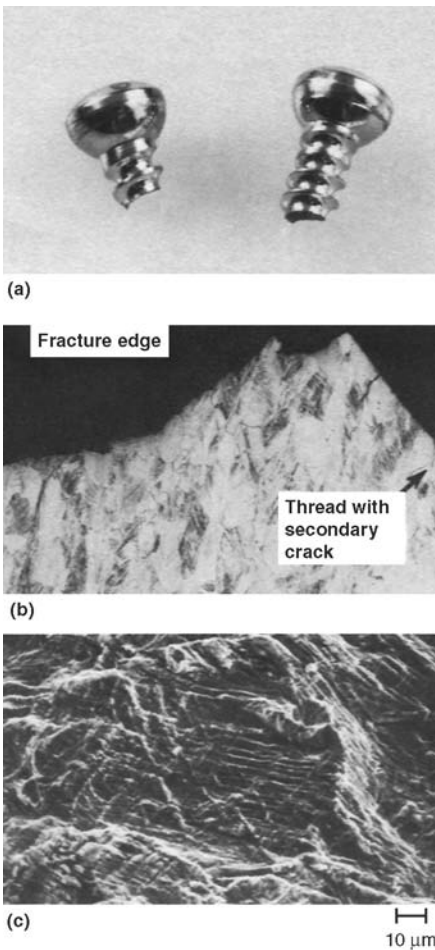 (a)
Fracture edge
Thread with
secondary
crack
(b)
(c)
10 μm